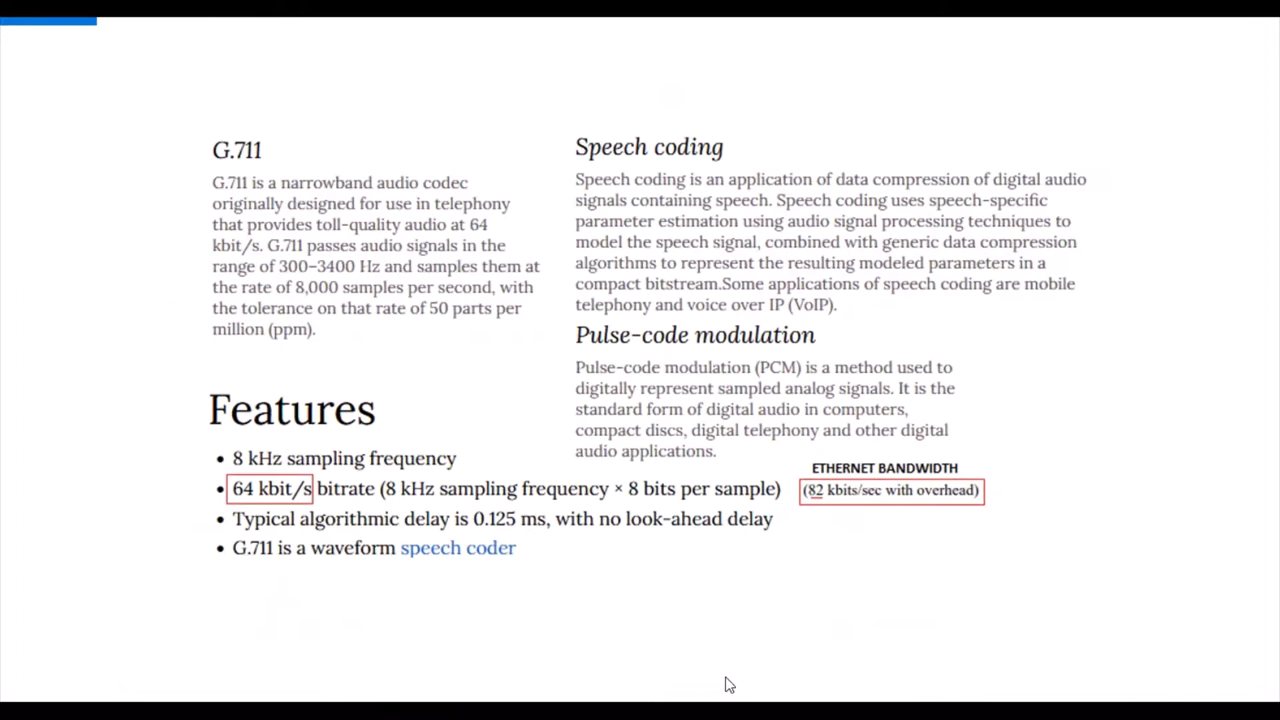 G.711
G.711 is a narrowband audio codec
originally designed for use in telephony
that provides toll-quality audio at 64
kbit/s. G.711 passes audio signals in the
range of 300–3400 Hz and samples them at
the rate of 8,000 samples per second, with
the tolerance on that rate of 50 parts per
million (ppm).
Speech coding
Speech coding is an application of data compression of digital audio
signals containing speech. Speech coding uses speech-specific
parameter estimation using audio signal processing techniques to
model the speech signal, combined with generic data compression
algorithms to represent the resulting modeled parameters in a
compact bitstream.Some applications of speech coding are mobile
telephony and voice over IP (VoIP).
Pulse-code modulation
Pulse-code modulation (PCM) is a method used to
digitally represent sampled analog signals. It is the
standard form of digital audio in computers,
compact discs, digital telephony and other digital
audio applications.
Features
• 8 kHz sampling frequency
• 64 kbit/s bitrate (8 kHz sampling frequency × 8 bits per sample)
• Typical algorithmic delay is 0.125 ms, with no look-ahead delay
• G.711 is a waveform speech coder
ETHERNET BANDWIDTH
(82 kbits/sec with overhead)